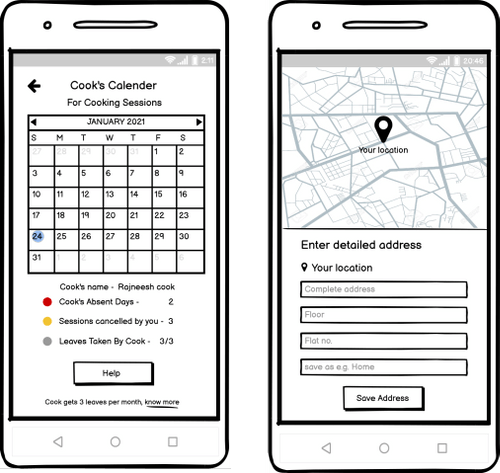 2:11
Cook's Calender
For Cooking Sessions
JANUARY 2021
S M T W T F S
27 28 29 30 31 1 2
3 4 5 6 7 8 9
10 11 12 13 14 15 16
17 18 19 20 21 22 23
24 25 26 27 28 29 30
31 1 2 3 4 5 6
Cook's name - Rajneesh cook
Cook's Absent Days - 2
Sessions cancelled by you - 3
Leaves Taken By Cook - 3/3
Help
Cook gets 3 leaves per month, know more
20:46
Your location
Enter detailed address
Your location
Complete address
Floor
Flat no.
save as e.g. Home
Save Address